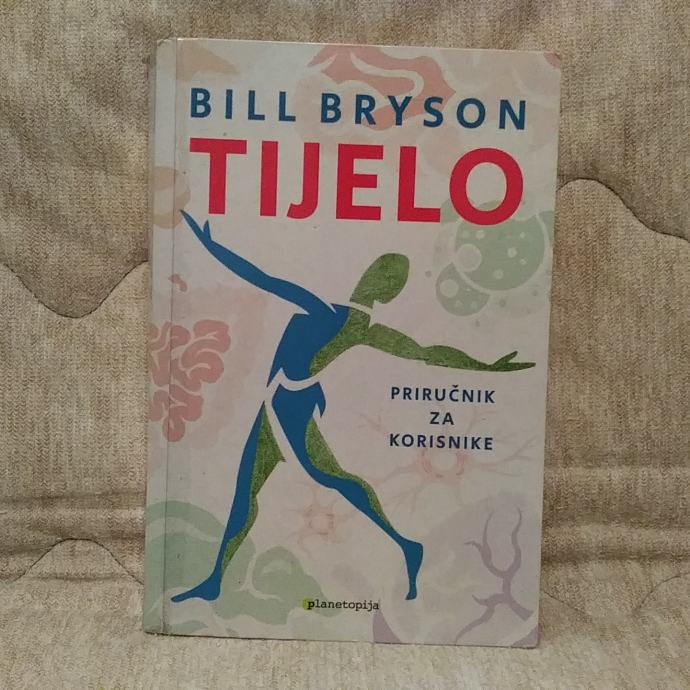 BILL BRYSON
TIJELO
PRIRUČNIK
ZA
KORISNIKE
planetopija